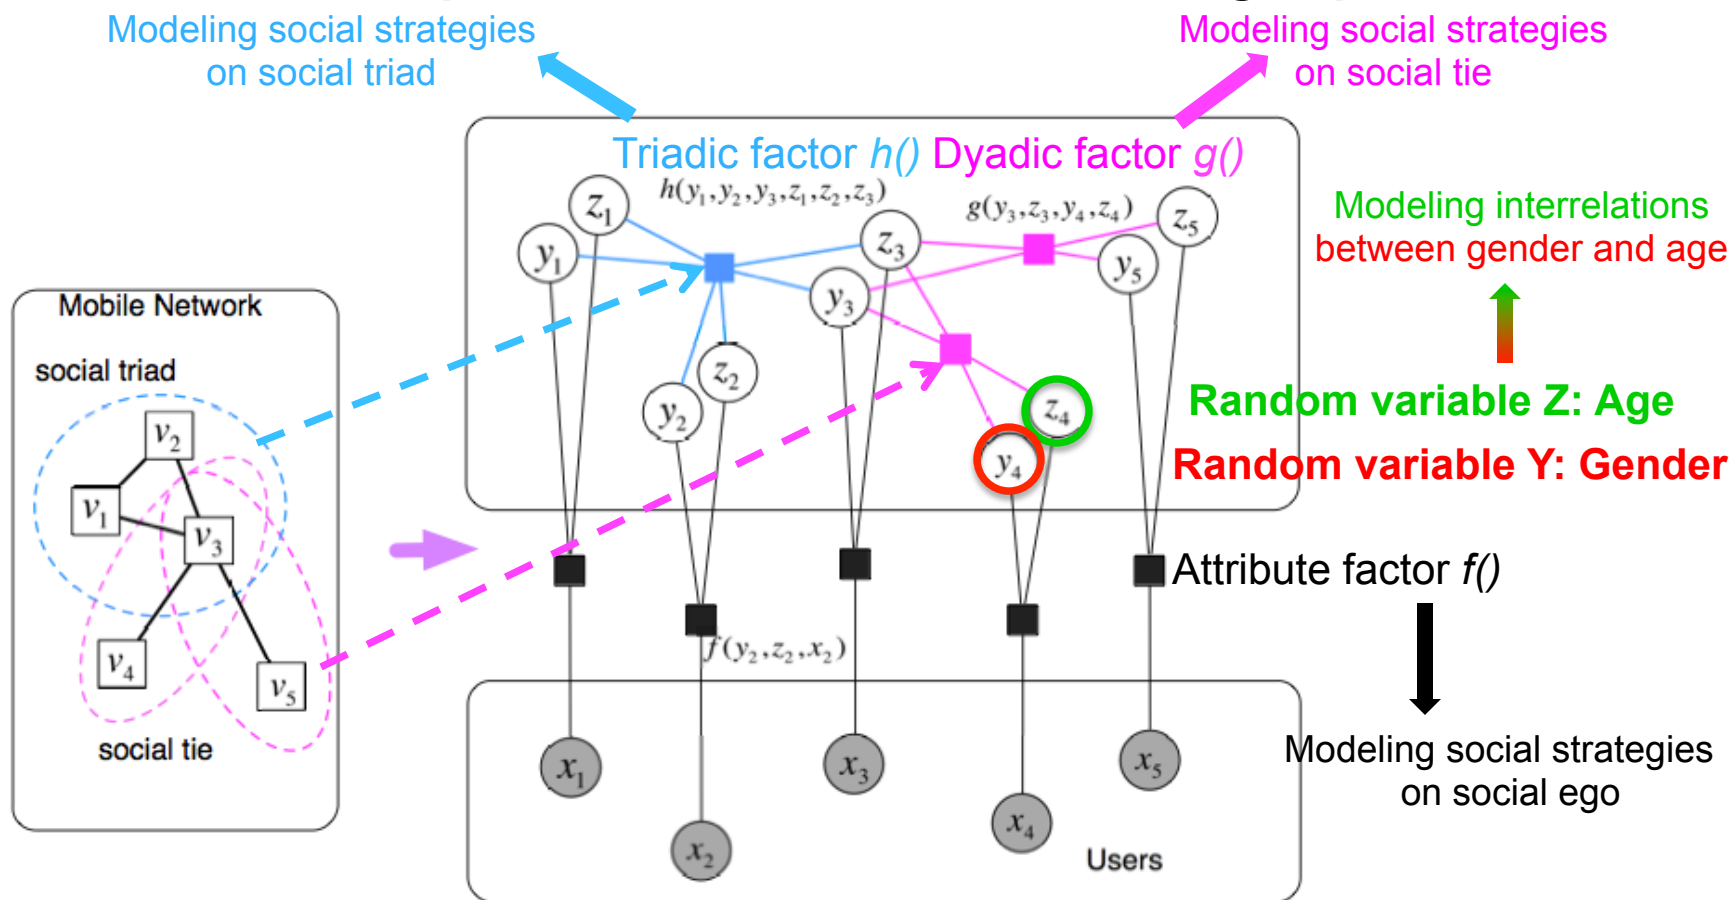 Modeling social strategies
on social triad
Modeling social strategies
on social tie
Triadic factor h() Dyadic factor g()
h(y₁,y₂,y₃,z₁,z₂,z₃)
g(y₃,z₃,y₄,z₄)
z₁
y₁
z₃
y₃
z₅
y₅
z₂
y₂
z₄
y₄
Modeling interrelations
between gender and age
Random variable Z: Age
Random variable Y: Gender
Mobile Network
social triad
v₂
v₁
v₃
v₄
v₅
social tie
Attribute factor f()
f(y₂,z₂,x₂)
Modeling social strategies
on social ego
x₁
x₂
x₃
x₄
x₅
Users